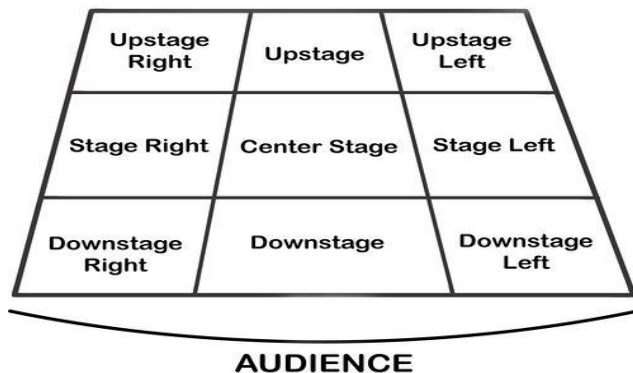 Upstage
Right
Upstage
Upstage
Left
Stage Right
Center Stage
Stage Left
Downstage
Right
Downstage
Downstage
Left
AUDIENCE